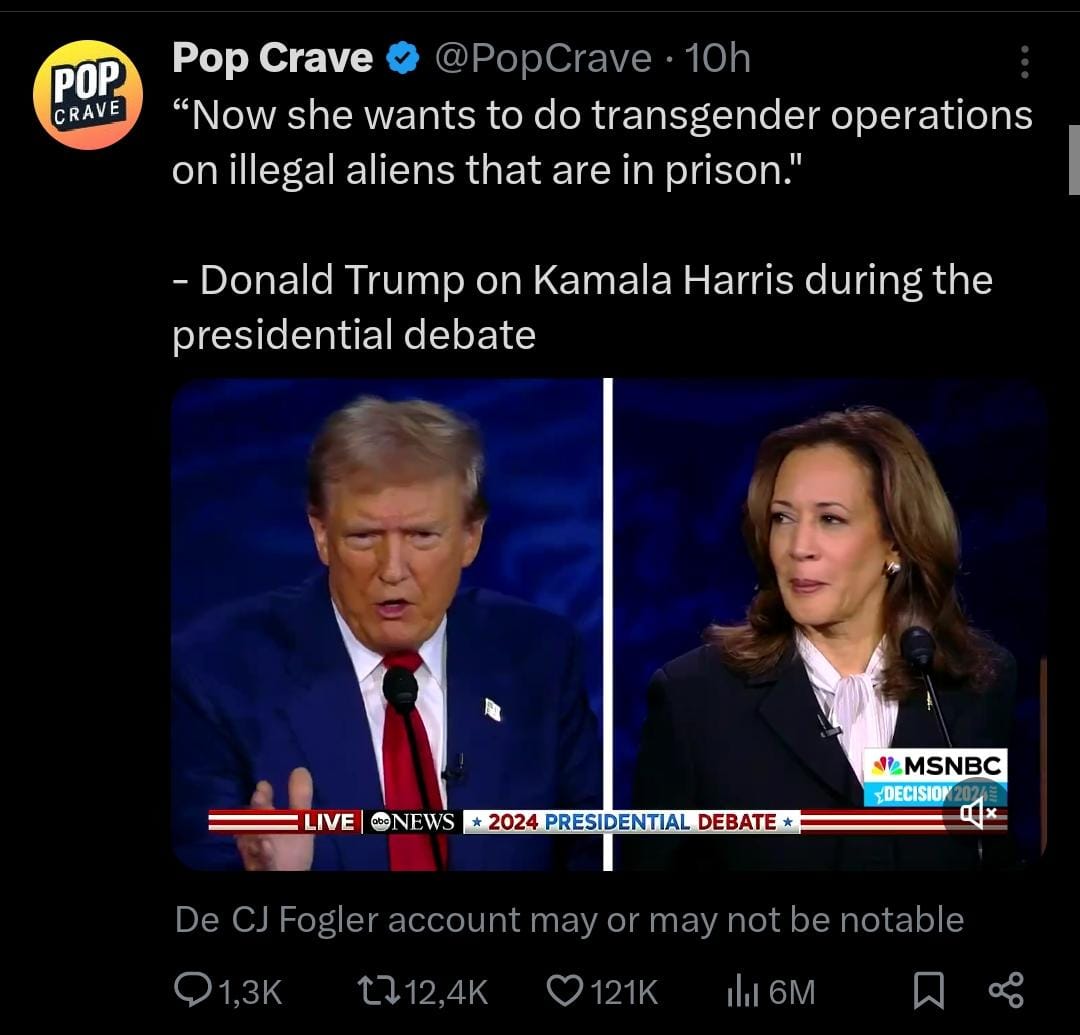 POP
CRAVE
Pop Crave @PopCrave · 10h
“Now she wants to do transgender operations
on illegal aliens that are in prison."
- Donald Trump on Kamala Harris during the
presidential debate
MSNBC
DECISION 2024
LIVE abc NEWS ★ 2024 PRESIDENTIAL DEBATE ★
De CJ Fogler account may or may not be notable
1,3K 12,4K 121K 6M